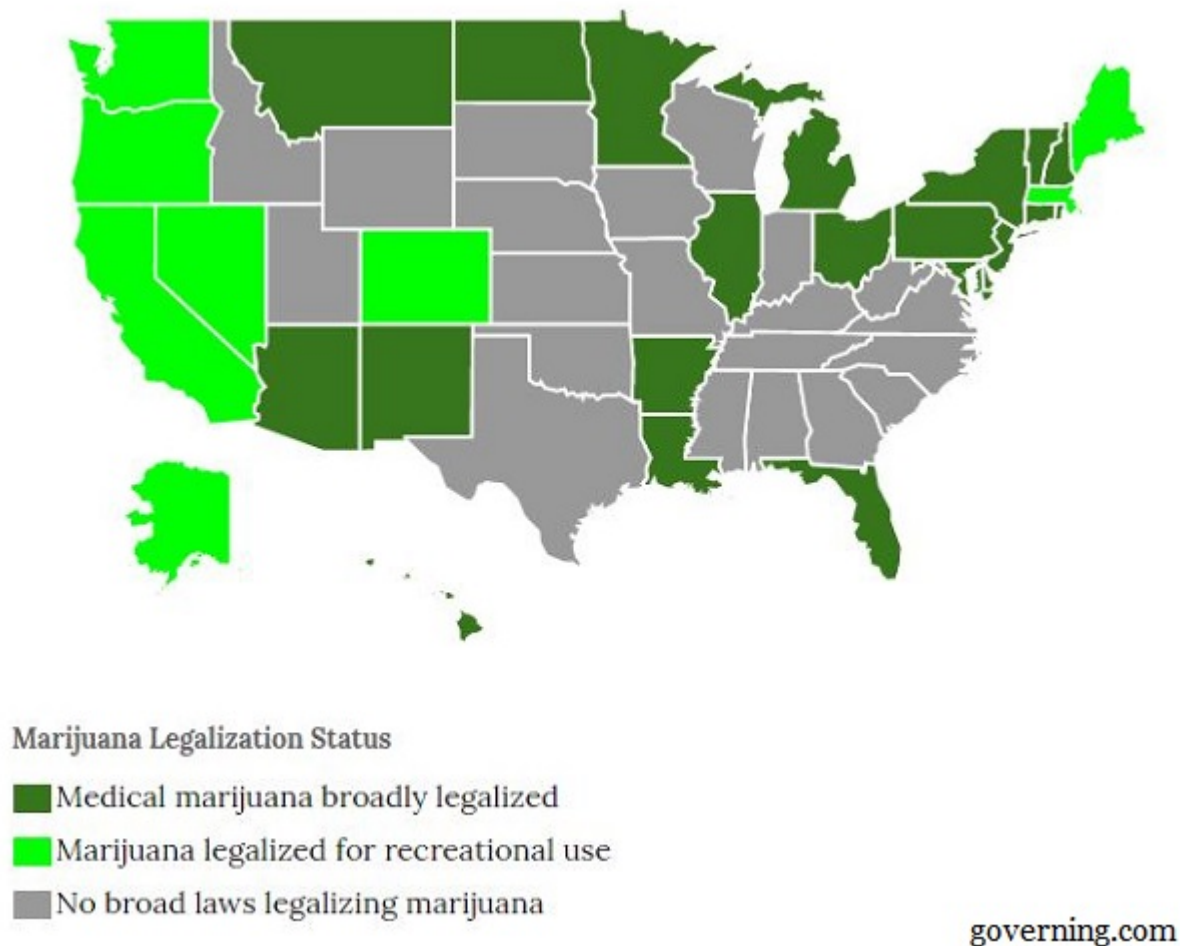 Marijuana Legalization Status
Medical marijuana broadly legalized
Marijuana legalized for recreational use
No broad laws legalizing marijuana
governing.com